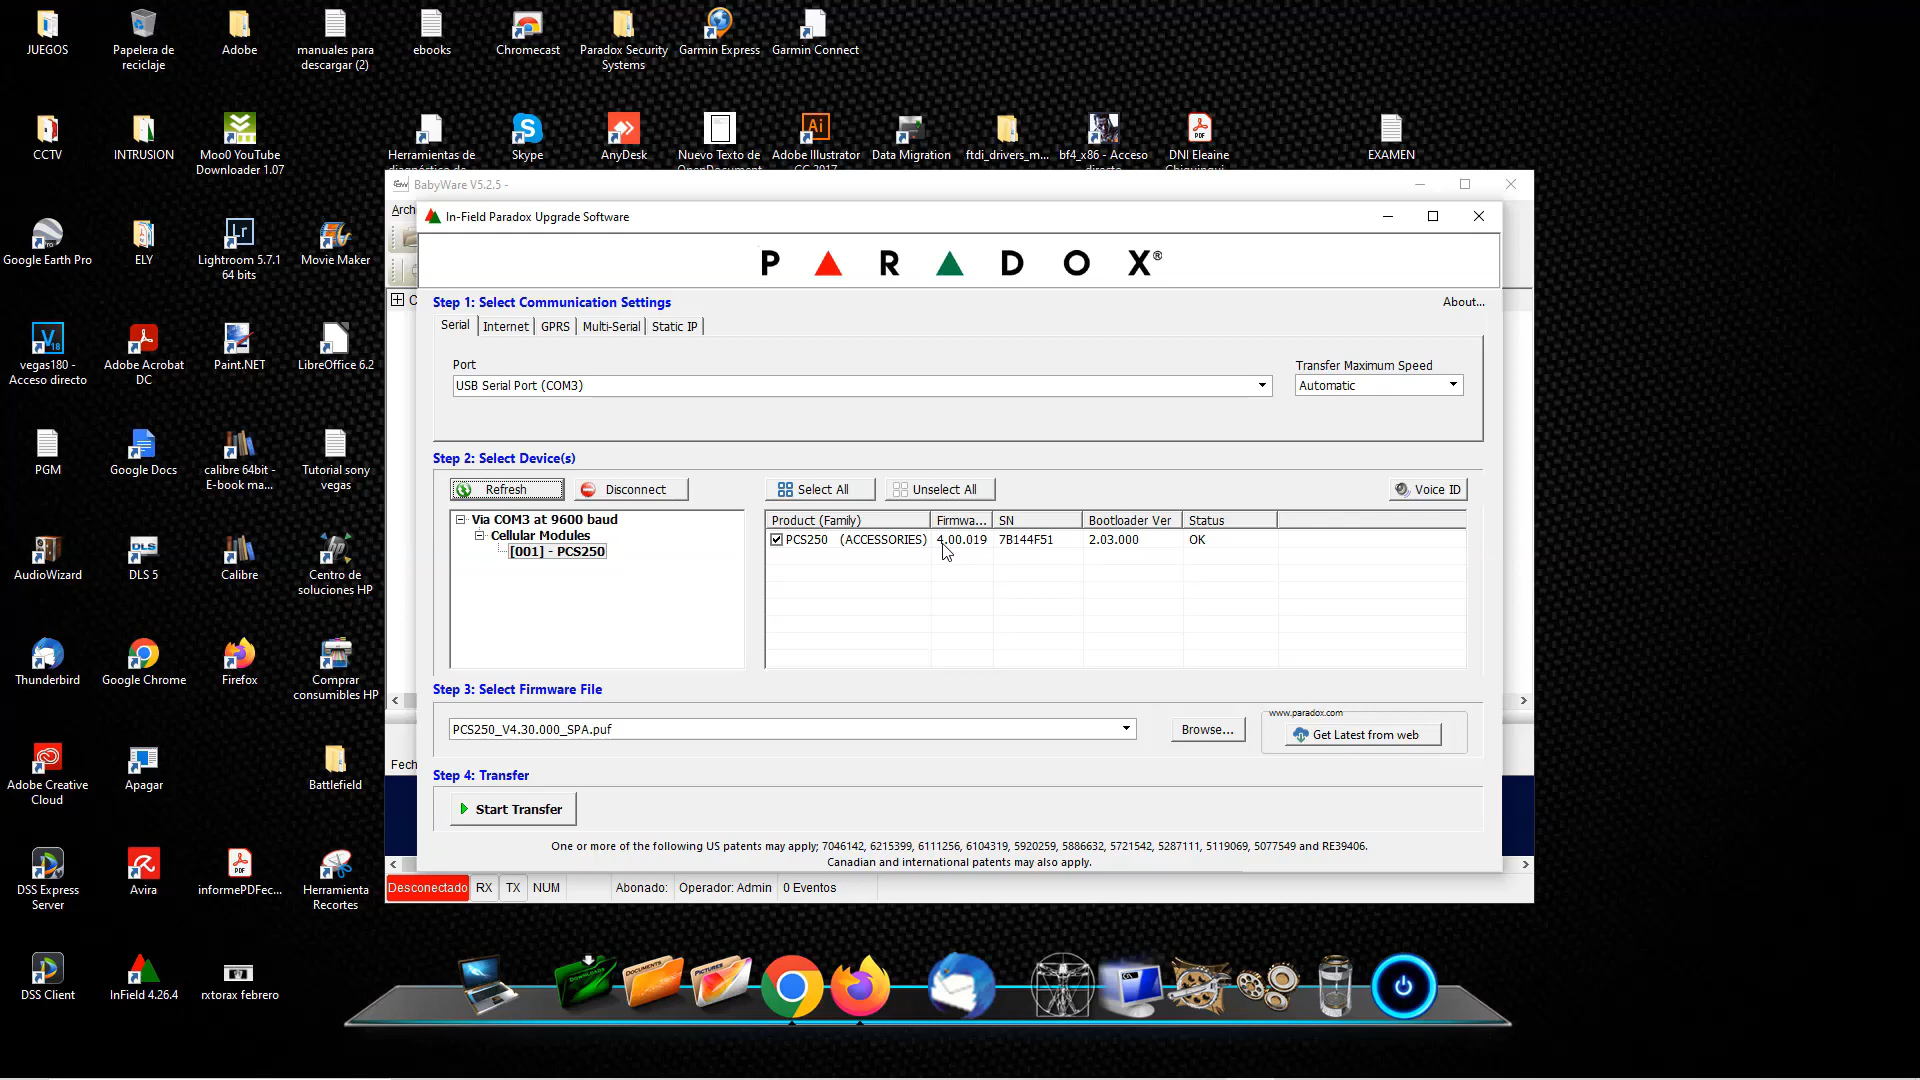 JUEGOS
Papelera de
reciclaje
Adobe
manuales para
descargar (2)
ebooks
Chromecast
Paradox Security
Systems
Garmin Express
Garmin Connect
CCTV
INTRUSION
Moo0 YouTube
Downloader 1.07
Herramientas de
Skype
AnyDesk
Nuevo Texto de
OpenDocument
Adobe Illustrator
CC 2017
Data Migration
ftdi_drivers_m...
bf4_x86 - Acceso
directo
DNI Eleaine
EXAMEN
BabyWare V5.2.5 -
Arch
In-Field Paradox Upgrade Software
PARADOX®
Step 1: Select Communication Settings
About...
Serial
Internet
GPRS
Multi-Serial
Static IP
Port
Transfer Maximum Speed
USB Serial Port (COM3)
Automatic
Step 2: Select Device(s)
Refresh
Disconnect
Select All
Unselect All
Voice ID
Via COM3 at 9600 baud
Cellular Modules
[001] - PCS250
Product (Family) Firmwa... SN Bootloader Ver Status
PCS250 (ACCESSORIES) 4.00.019 7B144F51 2.03.000 OK
Step 3: Select Firmware File
PCS250_V4.30.000_SPA.puf
Browse...
www.paradox.com
Get Latest from web
Step 4: Transfer
Start Transfer
One or more of the following US patents may apply; 7046142, 6215399, 6111256, 6104319, 5920259, 5886632, 5721542, 5287111, 5119069, 5077549 and RE39406.
Canadian and international patents may also apply.
Fech
Desconectado
RX
TX
NUM
Abonado:
Operador: Admin
0 Eventos
Google Earth Pro
ELY
Lightroom 5.7.1
64 bits
Movie Maker
vegas180 -
Acceso directo
Adobe Acrobat
DC
Paint.NET
LibreOffice 6.2
PGM
Google Docs
calibre 64bit -
E-book ma...
Tutorial sony
vegas
AudioWizard
DLS 5
Calibre
Centro de
soluciones HP
Thunderbird
Google Chrome
Firefox
Comprar
consumibles HP
Adobe Creative
Cloud
Apagar
Battlefield
DSS Express
Server
Avira
informePDFec...
Herramienta
Recortes
DSS Client
InField 4.26.4
rxtorax febrero
DOWNLOADS
DOCUMENTS
PICTURES